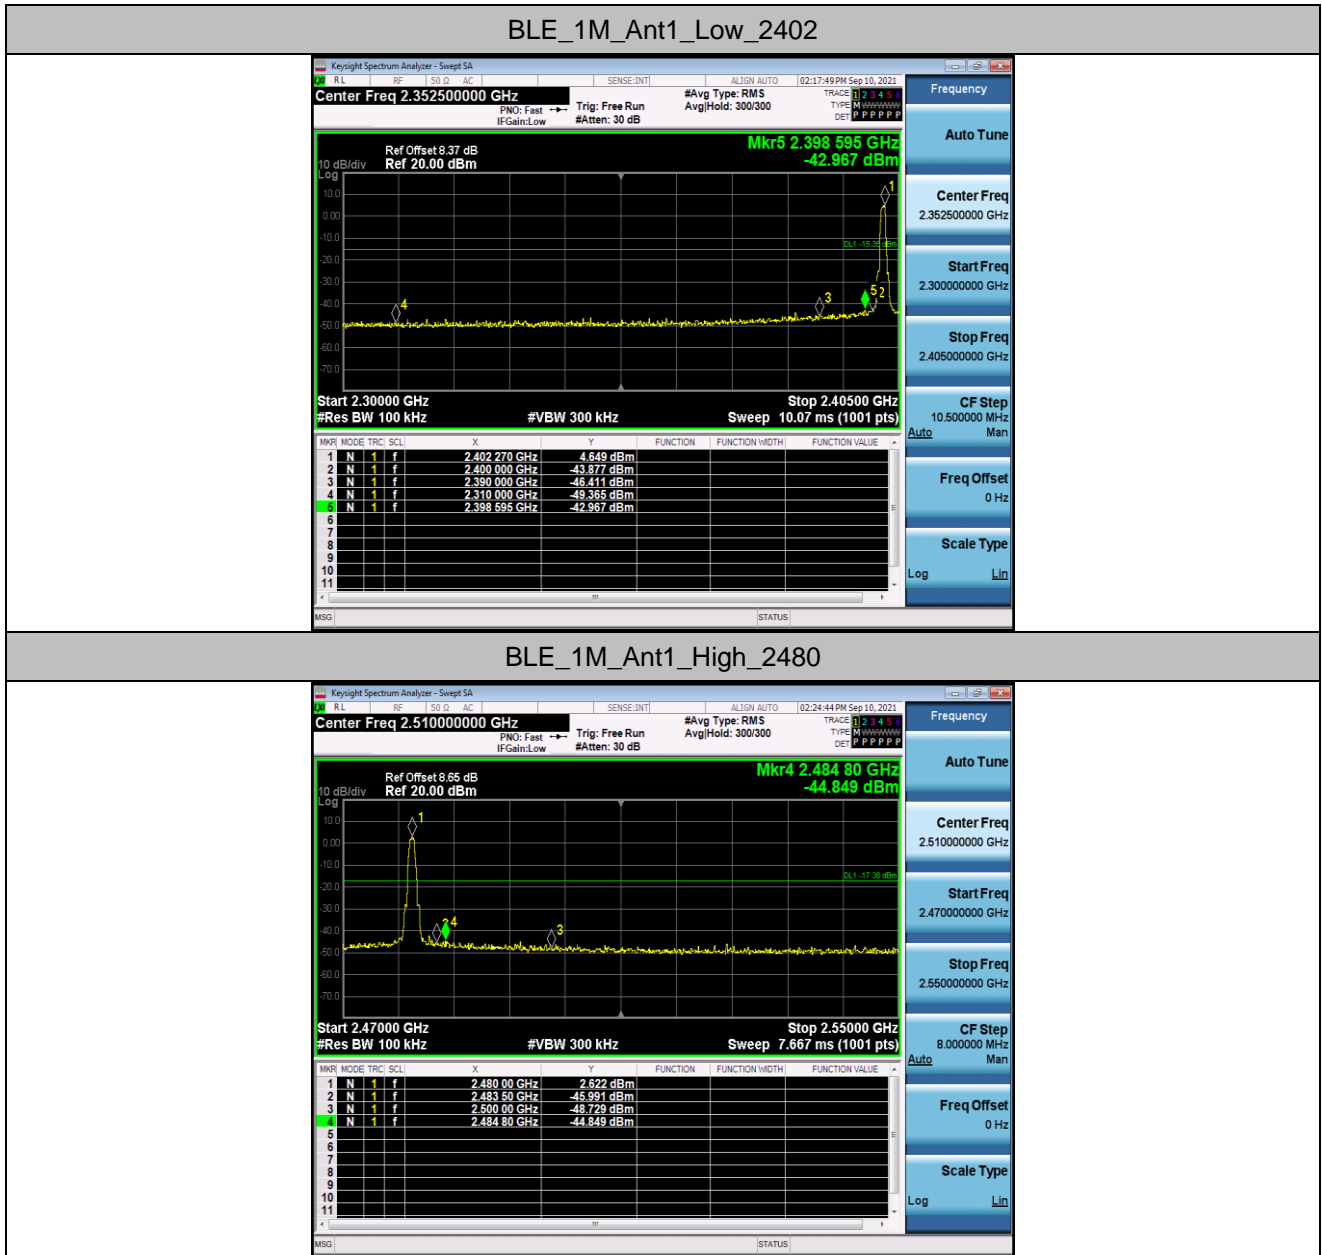 BLE_1M_Ant1_Low_2402
Keysight Spectrum Analyzer - Swept SA
RL RF 50 Ω AC SENSE:INT ALIGN AUTO 02:17:49 PM Sep 10, 2021
Center Freq 2.352500000 GHz
PNO: Fast
IFGain:Low
Trig: Free Run
#Atten: 30 dB
#Avg Type: RMS
Avg|Hold: 300/300
TRACE 1 2 3 4 5 6
TYPE M WWWWW
DET P P P P P P
Mkr5 2.398 595 GHz
-42.967 dBm
Ref Offset 8.37 dB
10 dB/div Ref 20.00 dBm
Log
10.0
0.00
-10.0
-20.0
-30.0
-40.0
-50.0
-60.0
-70.0
1
DL1 -15.35 dBm
4
3
5 2
Start 2.30000 GHz Stop 2.40500 GHz
#Res BW 100 kHz #VBW 300 kHz Sweep 10.07 ms (1001 pts)
MKR MODE TRC SCL X Y FUNCTION FUNCTION WIDTH FUNCTION VALUE
1 N 1 f 2.402 270 GHz 4.649 dBm
2 N 1 f 2.400 000 GHz -43.877 dBm
3 N 1 f 2.390 000 GHz -46.411 dBm
4 N 1 f 2.310 000 GHz -49.365 dBm
5 N 1 f 2.398 595 GHz -42.967 dBm
6
7
8
9
10
11
MSG STATUS
Frequency
Auto Tune
Center Freq
2.352500000 GHz
Start Freq
2.300000000 GHz
Stop Freq
2.405000000 GHz
CF Step
10.500000 MHz
Auto Man
Freq Offset
0 Hz
Scale Type
Log Lin
BLE_1M_Ant1_High_2480
Keysight Spectrum Analyzer - Swept SA
RL RF 50 Ω AC SENSE:INT ALIGN AUTO 02:24:44 PM Sep 10, 2021
Center Freq 2.510000000 GHz
PNO: Fast
IFGain:Low
Trig: Free Run
#Atten: 30 dB
#Avg Type: RMS
Avg|Hold: 300/300
TRACE 1 2 3 4 5 6
TYPE M WWWWW
DET P P P P P P
Mkr4 2.484 80 GHz
-44.849 dBm
Ref Offset 8.65 dB
10 dB/div Ref 20.00 dBm
Log
10.0
0.00
-10.0
-20.0
-30.0
-40.0
-50.0
-60.0
-70.0
1
DL1 -17.38 dBm
4
3
Start 2.47000 GHz Stop 2.55000 GHz
#Res BW 100 kHz #VBW 300 kHz Sweep 7.667 ms (1001 pts)
MKR MODE TRC SCL X Y FUNCTION FUNCTION WIDTH FUNCTION VALUE
1 N 1 f 2.480 00 GHz 2.622 dBm
2 N 1 f 2.483 50 GHz -45.991 dBm
3 N 1 f 2.500 00 GHz -48.729 dBm
4 N 1 f 2.484 80 GHz -44.849 dBm
5
6
7
8
9
10
11
MSG STATUS
Frequency
Auto Tune
Center Freq
2.510000000 GHz
Start Freq
2.470000000 GHz
Stop Freq
2.550000000 GHz
CF Step
8.000000 MHz
Auto Man
Freq Offset
0 Hz
Scale Type
Log Lin